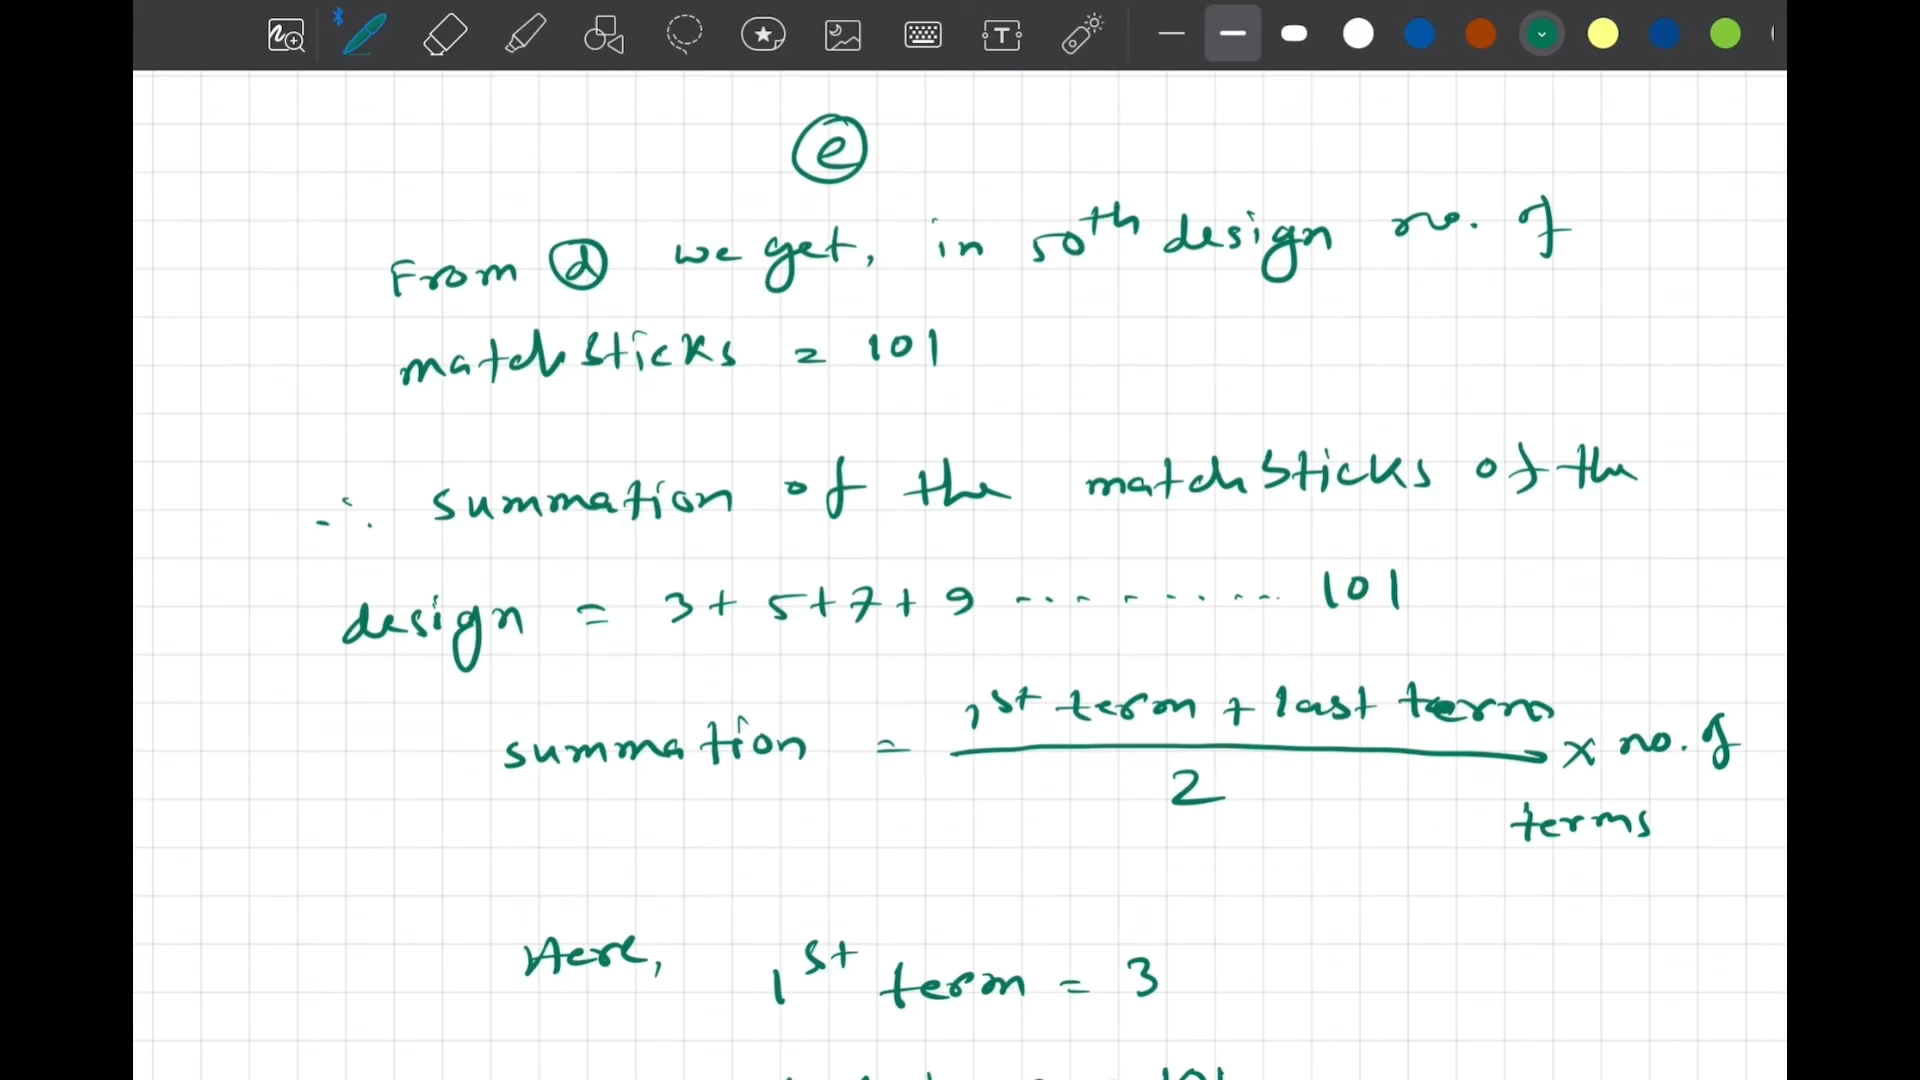 e
From d we get, in 50th design no. of
matchsticks = 101
∴ summation of the matchsticks of the
design = 3 + 5 + 7 + 9 ........... 101
summation = 1st term + last term / 2 × no. of
terms
Here, 1st term = 3